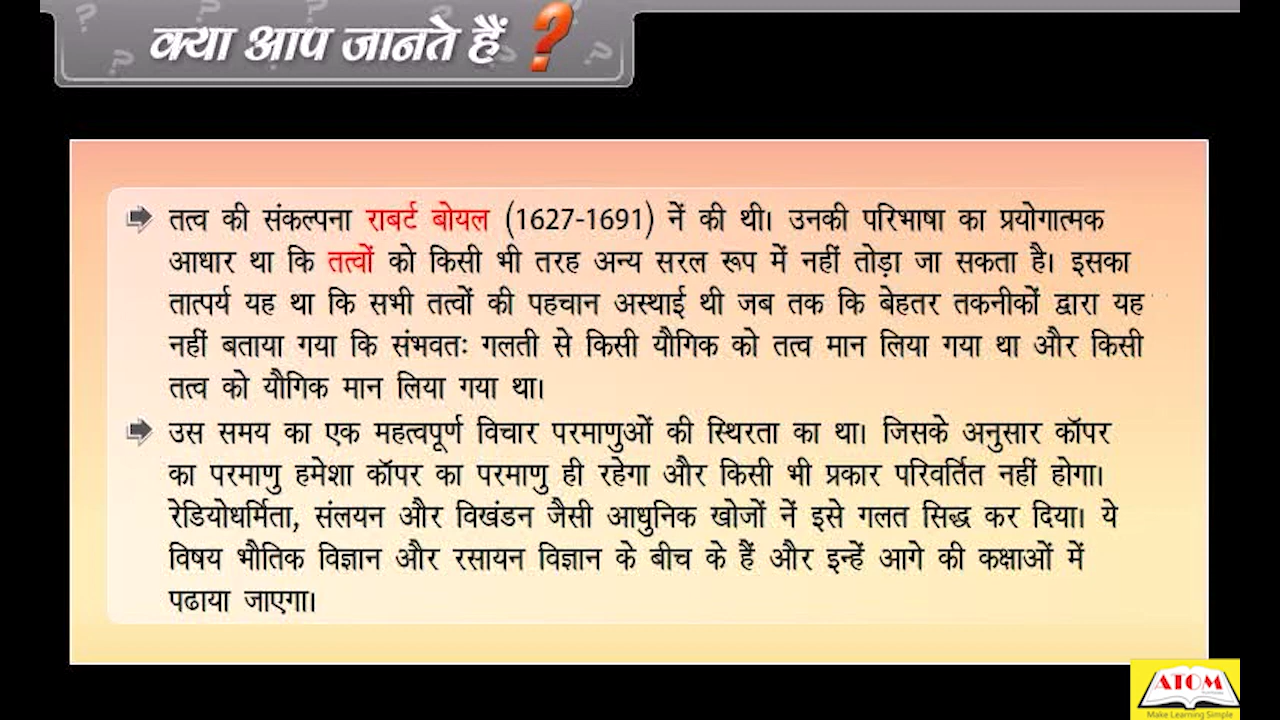 क्या आप जानते हैं ?
तत्व की संकल्पना राबर्ट बोयल (1627-1691) नें की थी। उनकी परिभाषा का प्रयोगात्मक
आधार था कि तत्वों को किसी भी तरह अन्य सरल रूप में नहीं तोड़ा जा सकता है। इसका
तात्पर्य यह था कि सभी तत्वों की पहचान अस्थाई थी जब तक कि बेहतर तकनीकों द्वारा यह
नहीं बताया गया कि संभवतः गलती से किसी यौगिक को तत्व मान लिया गया था और किसी
तत्व को यौगिक मान लिया गया था।
उस समय का एक महत्वपूर्ण विचार परमाणुओं की स्थिरता का था। जिसके अनुसार कॉपर
का परमाणु हमेशा कॉपर का परमाणु ही रहेगा और किसी भी प्रकार परिवर्तित नहीं होगा।
रेडियोधर्मिता, संलयन और विखंडन जैसी आधुनिक खोजों नें इसे गलत सिद्ध कर दिया। ये
विषय भौतिक विज्ञान और रसायन विज्ञान के बीच के हैं और इन्हें आगे की कक्षाओं में
पढाया जाएगा।
ATOM
Make Learning Simple